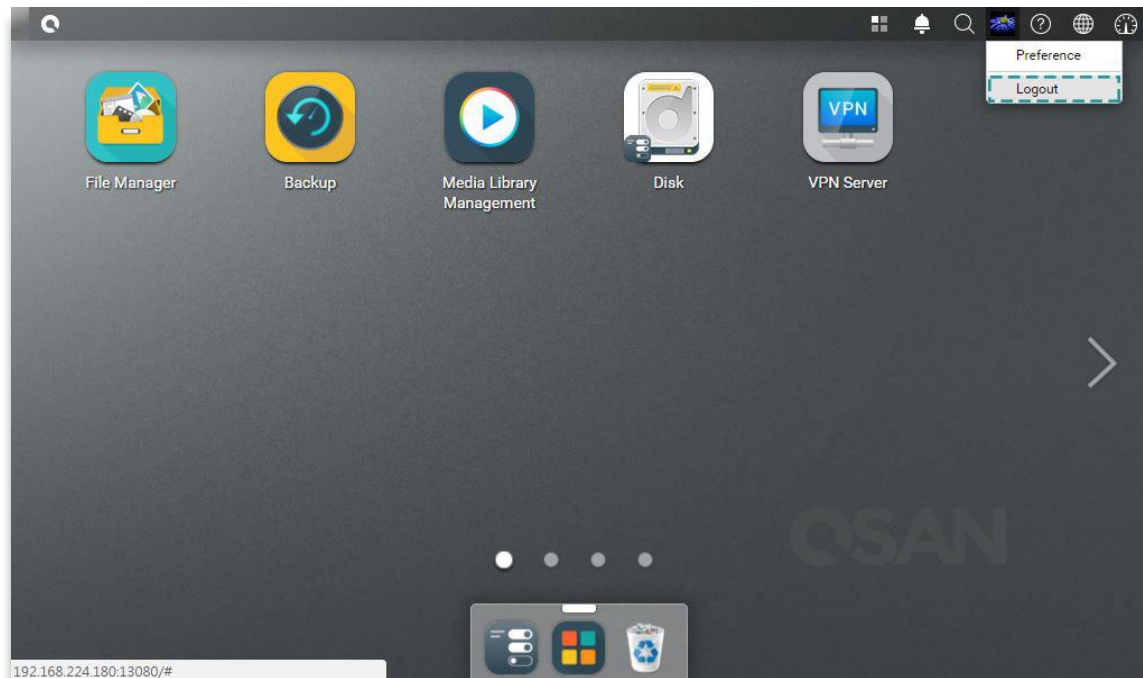 Preference
Logout
VPN
File Manager
Backup
Media Library
Management
Disk
VPN Server
QSAN
192.168.224.180:13080/#